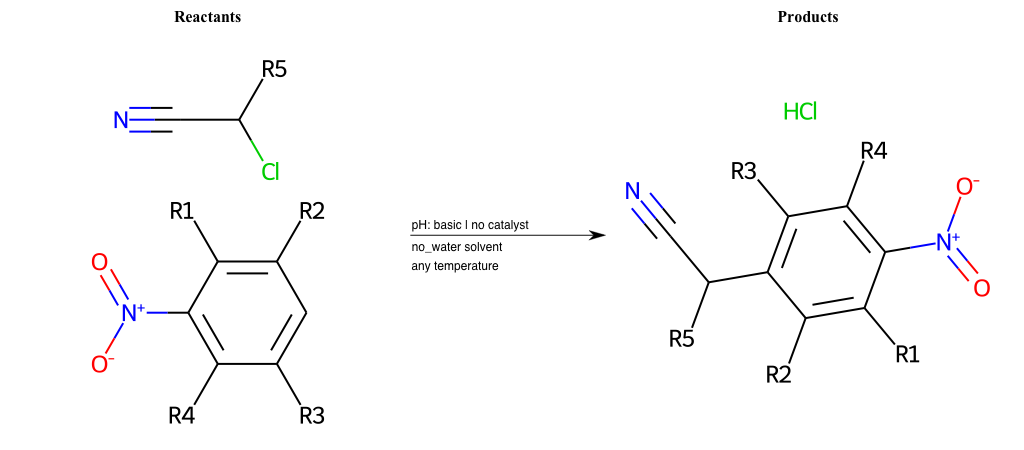 Reactants
Products
R5
N
Cl
HCl
R1
R2
O
N+
O-
R4
R3
pH: basic | no catalyst
no_water solvent
any temperature
R3
R4
N
O-
N+
O
R5
R1
R2